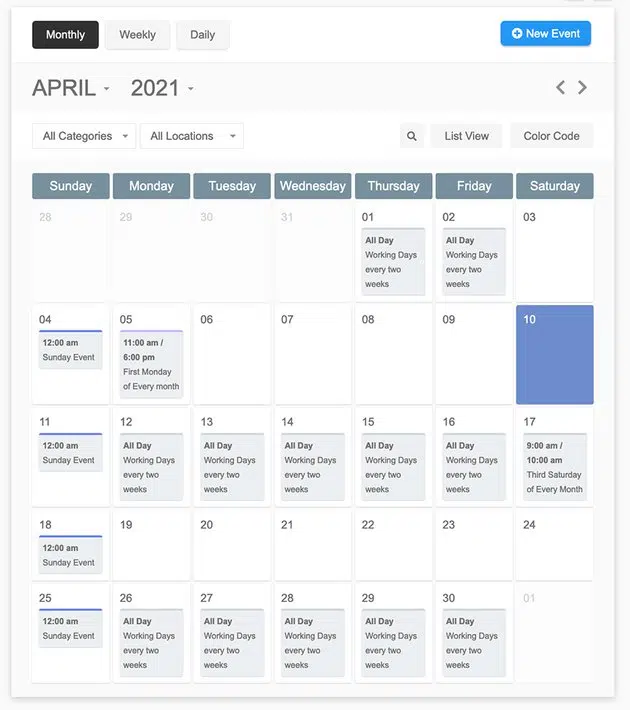 Monthly Weekly Daily New Event
APRIL 2021
All Categories All Locations List View Color Code
Sunday Monday Tuesday Wednesday Thursday Friday Saturday
28 29 30 31 01 02 03
All Day All Day
Working Days Working Days
every two every two
weeks weeks
04 05 06 07 08 09 10
12:00 am 11:00 am /
Sunday Event 6:00 pm
First Monday
of Every month
11 12 13 14 15 16 17
12:00 am All Day All Day All Day All Day All Day 9:00 am /
Sunday Event Working Days Working Days Working Days Working Days Working Days 10:00 am
every two every two every two every two every two Third Saturday
weeks weeks weeks weeks weeks of Every Month
18 19 20 21 22 23 24
12:00 am
Sunday Event
25 26 27 28 29 30 01
12:00 am All Day All Day All Day All Day All Day
Sunday Event Working Days Working Days Working Days Working Days Working Days
every two every two every two every two every two
weeks weeks weeks weeks weeks